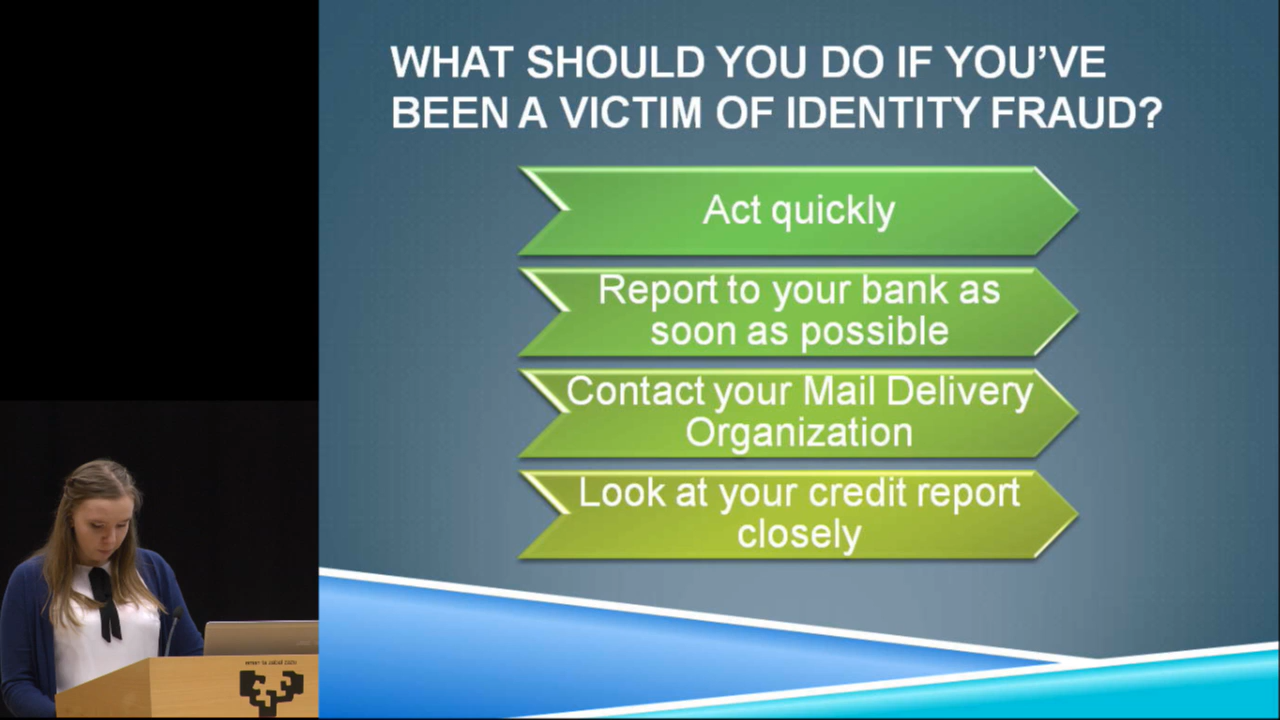 WHAT SHOULD YOU DO IF YOU’VE
BEEN A VICTIM OF IDENTITY FRAUD?
Act quickly
Report to your bank as
soon as possible
Contact your Mail Delivery
Organization
Look at your credit report
closely